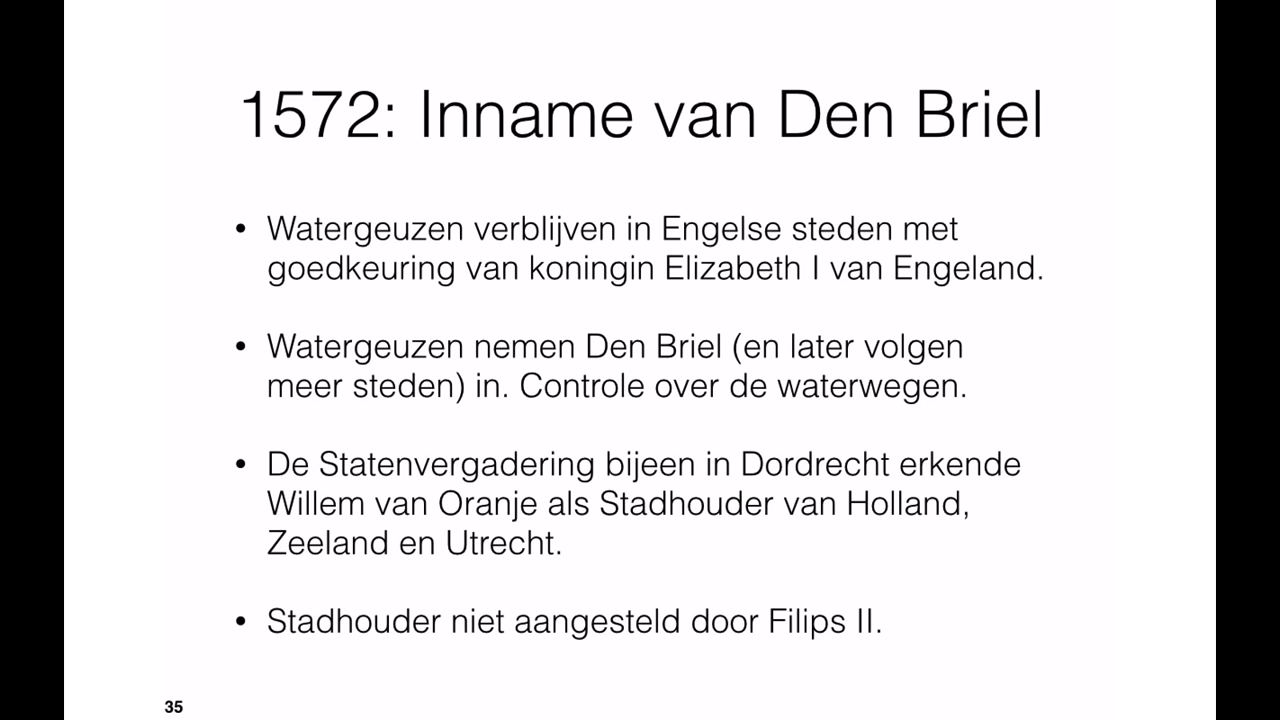 1572: Inname van Den Briel
• Watergeuzen verblijven in Engelse steden met
goedkeuring van koningin Elizabeth I van Engeland.
• Watergeuzen nemen Den Briel (en later volgen
meer steden) in. Controle over de waterwegen.
• De Statenvergadering bijeen in Dordrecht erkende
Willem van Oranje als Stadhouder van Holland,
Zeeland en Utrecht.
• Stadhouder niet aangesteld door Filips II.
35